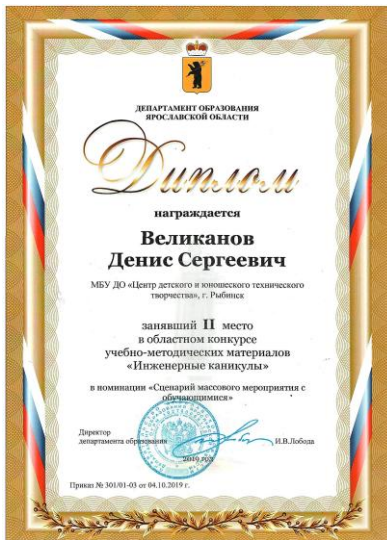 ДЕПАРТАМЕНТ ОБРАЗОВАНИЯ
ЯРОСЛАВСКОЙ ОБЛАСТИ
Диплом
награждается
Великанов
Денис Сергеевич
МБУ ДО «Центр детского и юношеского технического
творчества», г. Рыбинск
занявший II место
в областном конкурсе
учебно-методических материалов
«Инженерные каникулы»
в номинации «Сценарий массового мероприятия с
обучающимися»
Директор
департамента образования И.В.Лобода
2019 год
Приказ № 301/01-03 от 04.10.2019 г.